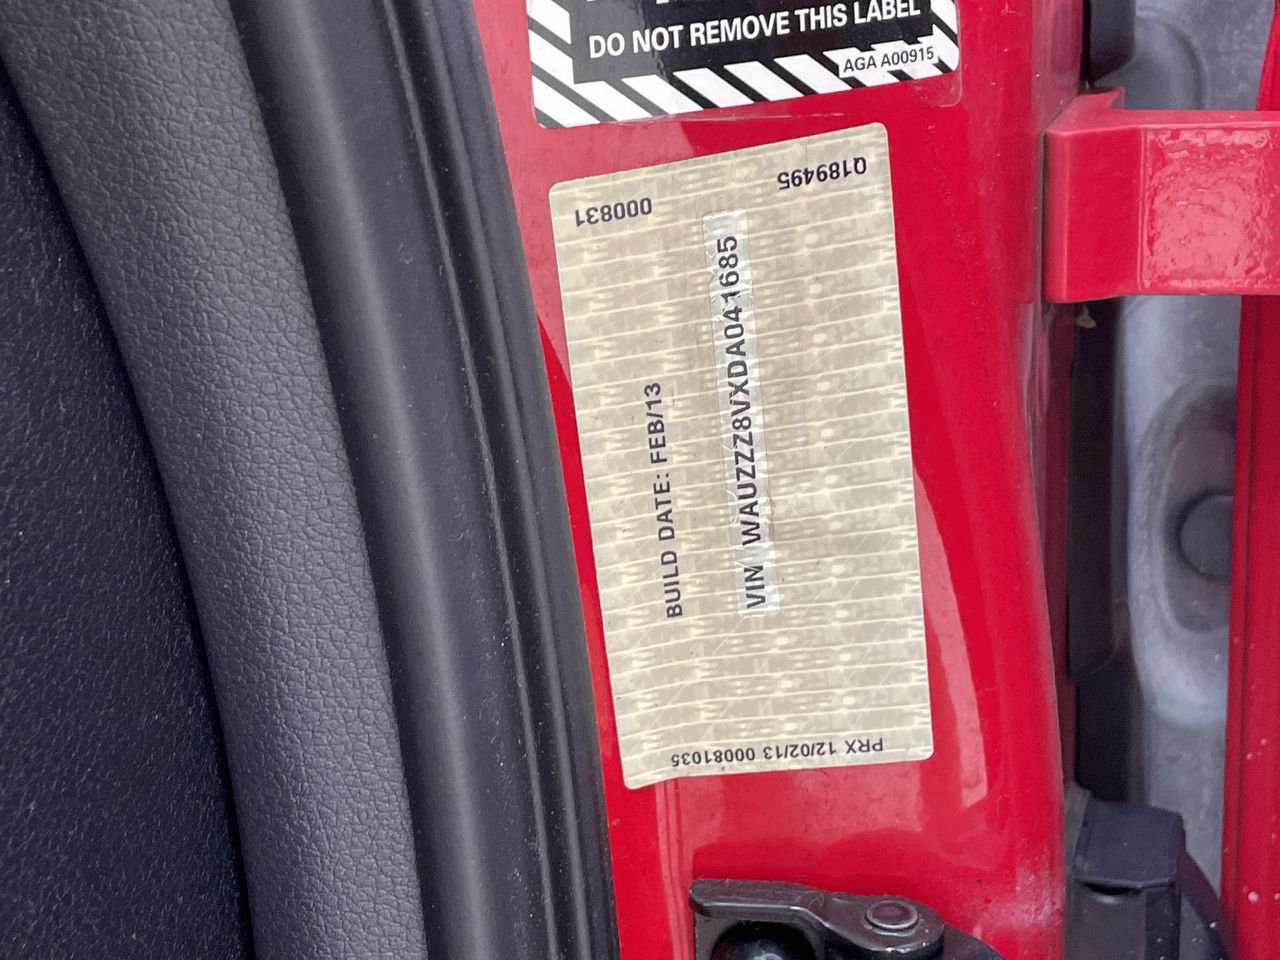 DO NOT REMOVE THIS LABEL
AGA A00915
Q189495
000831
BUILD DATE: FEB/13
VIN WAUZZZ8VXDA041685
PRX 12/02/13 00081035